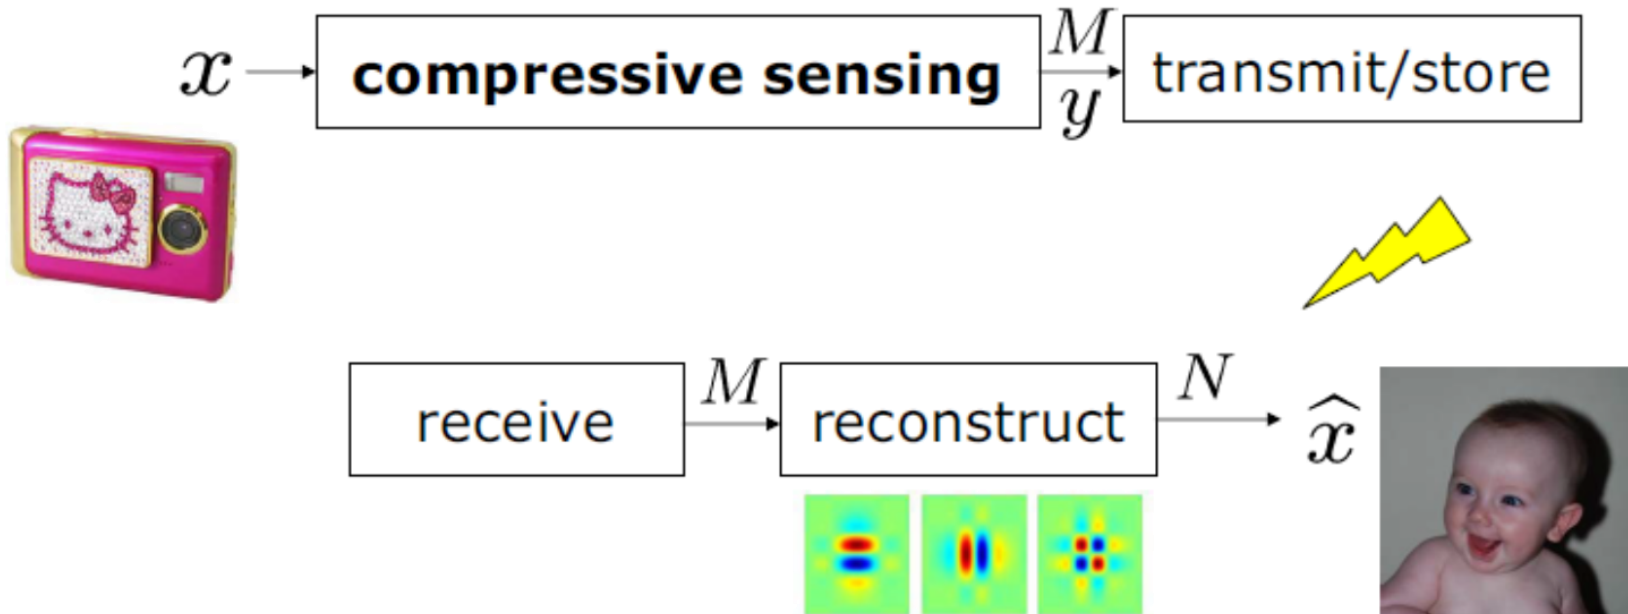 x compressive sensing M y transmit/store
receive M reconstruct N x̂